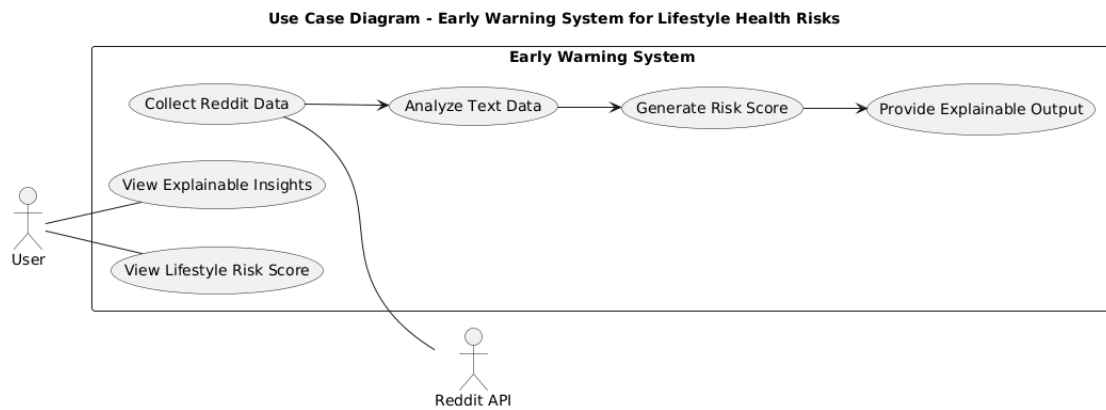 Use Case Diagram - Early Warning System for Lifestyle Health Risks
Early Warning System
Collect Reddit Data
Analyze Text Data
Generate Risk Score
Provide Explainable Output
View Explainable Insights
User
View Lifestyle Risk Score
Reddit API